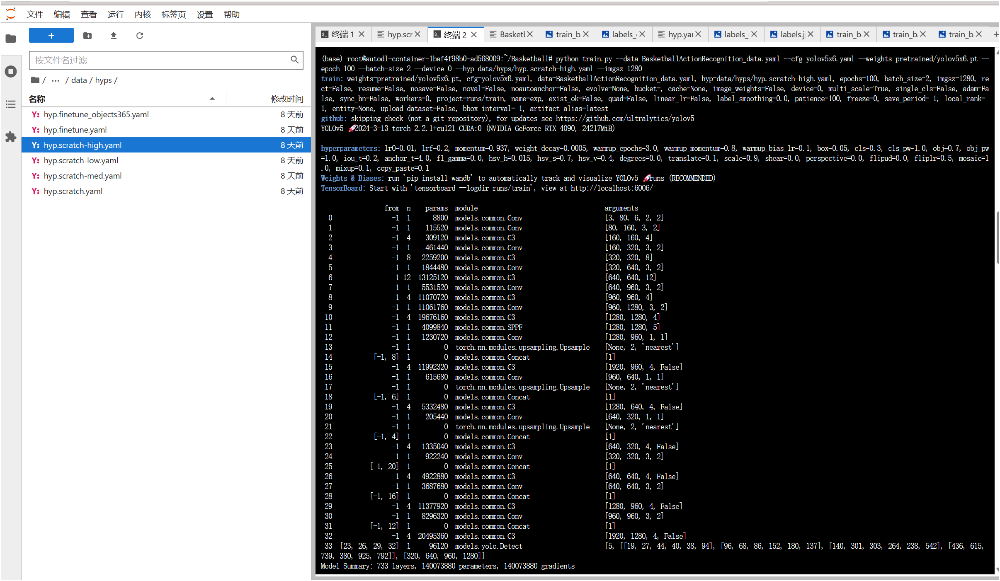 文件 编辑 查看 运行 内核 标签页 设置 帮助
+
按文件名过滤
/ ··· / data / hyps /
名称 修改时间
Y: hyp.finetune_objects365.yaml 8 天前
Y: hyp.finetune.yaml 8 天前
Y: hyp.scratch-high.yaml 8 天前
Y: hyp.scratch-low.yaml 8 天前
Y: hyp.scratch-med.yaml 8 天前
Y: hyp.scratch.yaml 8 天前
终端 1 hyp.scr 终端 2 Basketl train_b labels_ hyp.yar labels_ labels.j train_b train_b train_b
(base) root@autodl-container-1baf4f98b0-ad568009:~/Basketball# python train.py --data BasketballActionRecognition_data.yaml --cfg yolov5x6.yaml --weights pretrained/yolov5x6.pt --
epoch 100 --batch-size 2 --device 0 --hyp data/hyps/hyp.scratch-high.yaml --imgsz 1280
train: weights=pretrained/yolov5x6.pt, cfg=yolov5x6.yaml, data=BasketballActionRecognition_data.yaml, hyp=data/hyps/hyp.scratch-high.yaml, epochs=100, batch_size=2, imgsz=1280, re
ct=False, resume=False, nosave=False, noval=False, noautoanchor=False, evolve=None, bucket=, cache=None, image_weights=False, device=0, multi_scale=True, single_cls=False, adam=Fa
lse, sync_bn=False, workers=0, project=runs/train, name=exp, exist_ok=False, quad=False, linear_lr=False, label_smoothing=0.0, patience=100, freeze=0, save_period=-1, local_rank=-
1, entity=None, upload_dataset=False, bbox_interval=-1, artifact_alias=latest
github: skipping check (not a git repository), for updates see https://github.com/ultralytics/yolov5
YOLOv5 🚀2024-3-13 torch 2.2.1+cu121 CUDA:0 (NVIDIA GeForce RTX 4090, 24217MiB)
hyperparameters: lr0=0.01, lrf=0.2, momentum=0.937, weight_decay=0.0005, warmup_epochs=3.0, warmup_momentum=0.8, warmup_bias_lr=0.1, box=0.05, cls=0.3, cls_pw=1.0, obj=0.7, obj_pw
=1.0, iou_t=0.2, anchor_t=4.0, fl_gamma=0.0, hsv_h=0.015, hsv_s=0.7, hsv_v=0.4, degrees=0.0, translate=0.1, scale=0.9, shear=0.0, perspective=0.0, flipud=0.0, fliplr=0.5, mosaic=1
.0, mixup=0.1, copy_paste=0.1
Weights & Biases: run 'pip install wandb' to automatically track and visualize YOLOv5 🚀runs (RECOMMENDED)
TensorBoard: Start with 'tensorboard --logdir runs/train', view at http://localhost:6006/
from n params module arguments
0 -1 1 8800 models.common.Conv [3, 80, 6, 2, 2]
1 -1 1 115520 models.common.Conv [80, 160, 3, 2]
2 -1 4 309120 models.common.C3 [160, 160, 4]
3 -1 1 461440 models.common.Conv [160, 320, 3, 2]
4 -1 8 2259200 models.common.C3 [320, 320, 8]
5 -1 1 1844480 models.common.Conv [320, 640, 3, 2]
6 -1 12 13125120 models.common.C3 [640, 640, 12]
7 -1 1 5531520 models.common.Conv [640, 960, 3, 2]
8 -1 4 11070720 models.common.C3 [960, 960, 4]
9 -1 1 11061760 models.common.Conv [960, 1280, 3, 2]
10 -1 4 19676160 models.common.C3 [1280, 1280, 4]
11 -1 1 4099840 models.common.SPPF [1280, 1280, 5]
12 -1 1 1230720 models.common.Conv [1280, 960, 1, 1]
13 -1 1 0 torch.nn.modules.upsampling.Upsample [None, 2, 'nearest']
14 [-1, 8] 1 0 models.common.Concat [1]
15 -1 4 11992320 models.common.C3 [1920, 960, 4, False]
16 -1 1 615680 models.common.Conv [960, 640, 1, 1]
17 -1 1 0 torch.nn.modules.upsampling.Upsample [None, 2, 'nearest']
18 [-1, 6] 1 0 models.common.Concat [1]
19 -1 4 5332480 models.common.C3 [1280, 640, 4, False]
20 -1 1 205440 models.common.Conv [640, 320, 1, 1]
21 -1 1 0 torch.nn.modules.upsampling.Upsample [None, 2, 'nearest']
22 [-1, 4] 1 0 models.common.Concat [1]
23 -1 4 1335040 models.common.C3 [640, 320, 4, False]
24 -1 1 922240 models.common.Conv [320, 320, 3, 2]
25 [-1, 20] 1 0 models.common.Concat [1]
26 -1 4 4922880 models.common.C3 [640, 640, 4, False]
27 -1 1 3687680 models.common.Conv [640, 640, 3, 2]
28 [-1, 16] 1 0 models.common.Concat [1]
29 -1 4 11377920 models.common.C3 [1280, 960, 4, False]
30 -1 1 8296320 models.common.Conv [960, 960, 3, 2]
31 [-1, 12] 1 0 models.common.Concat [1]
32 -1 4 20495360 models.common.C3 [1920, 1280, 4, False]
33 [23, 26, 29, 32] 1 96120 models.yolo.Detect [5, [[19, 27, 44, 40, 38, 94], [96, 68, 86, 152, 180, 137], [140, 301, 303, 264, 238, 542], [436, 615,
739, 380, 925, 792]], [320, 640, 960, 1280]]
Model Summary: 733 layers, 140073880 parameters, 140073880 gradients